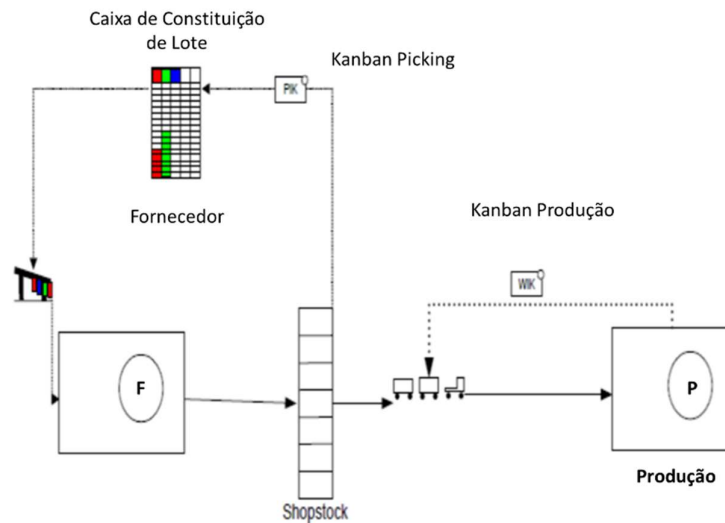 Caixa de Constituição
de Lote
Kanban Picking
PIK
Fornecedor
Kanban Produção
WIK
F
P
Produção
Shopstock